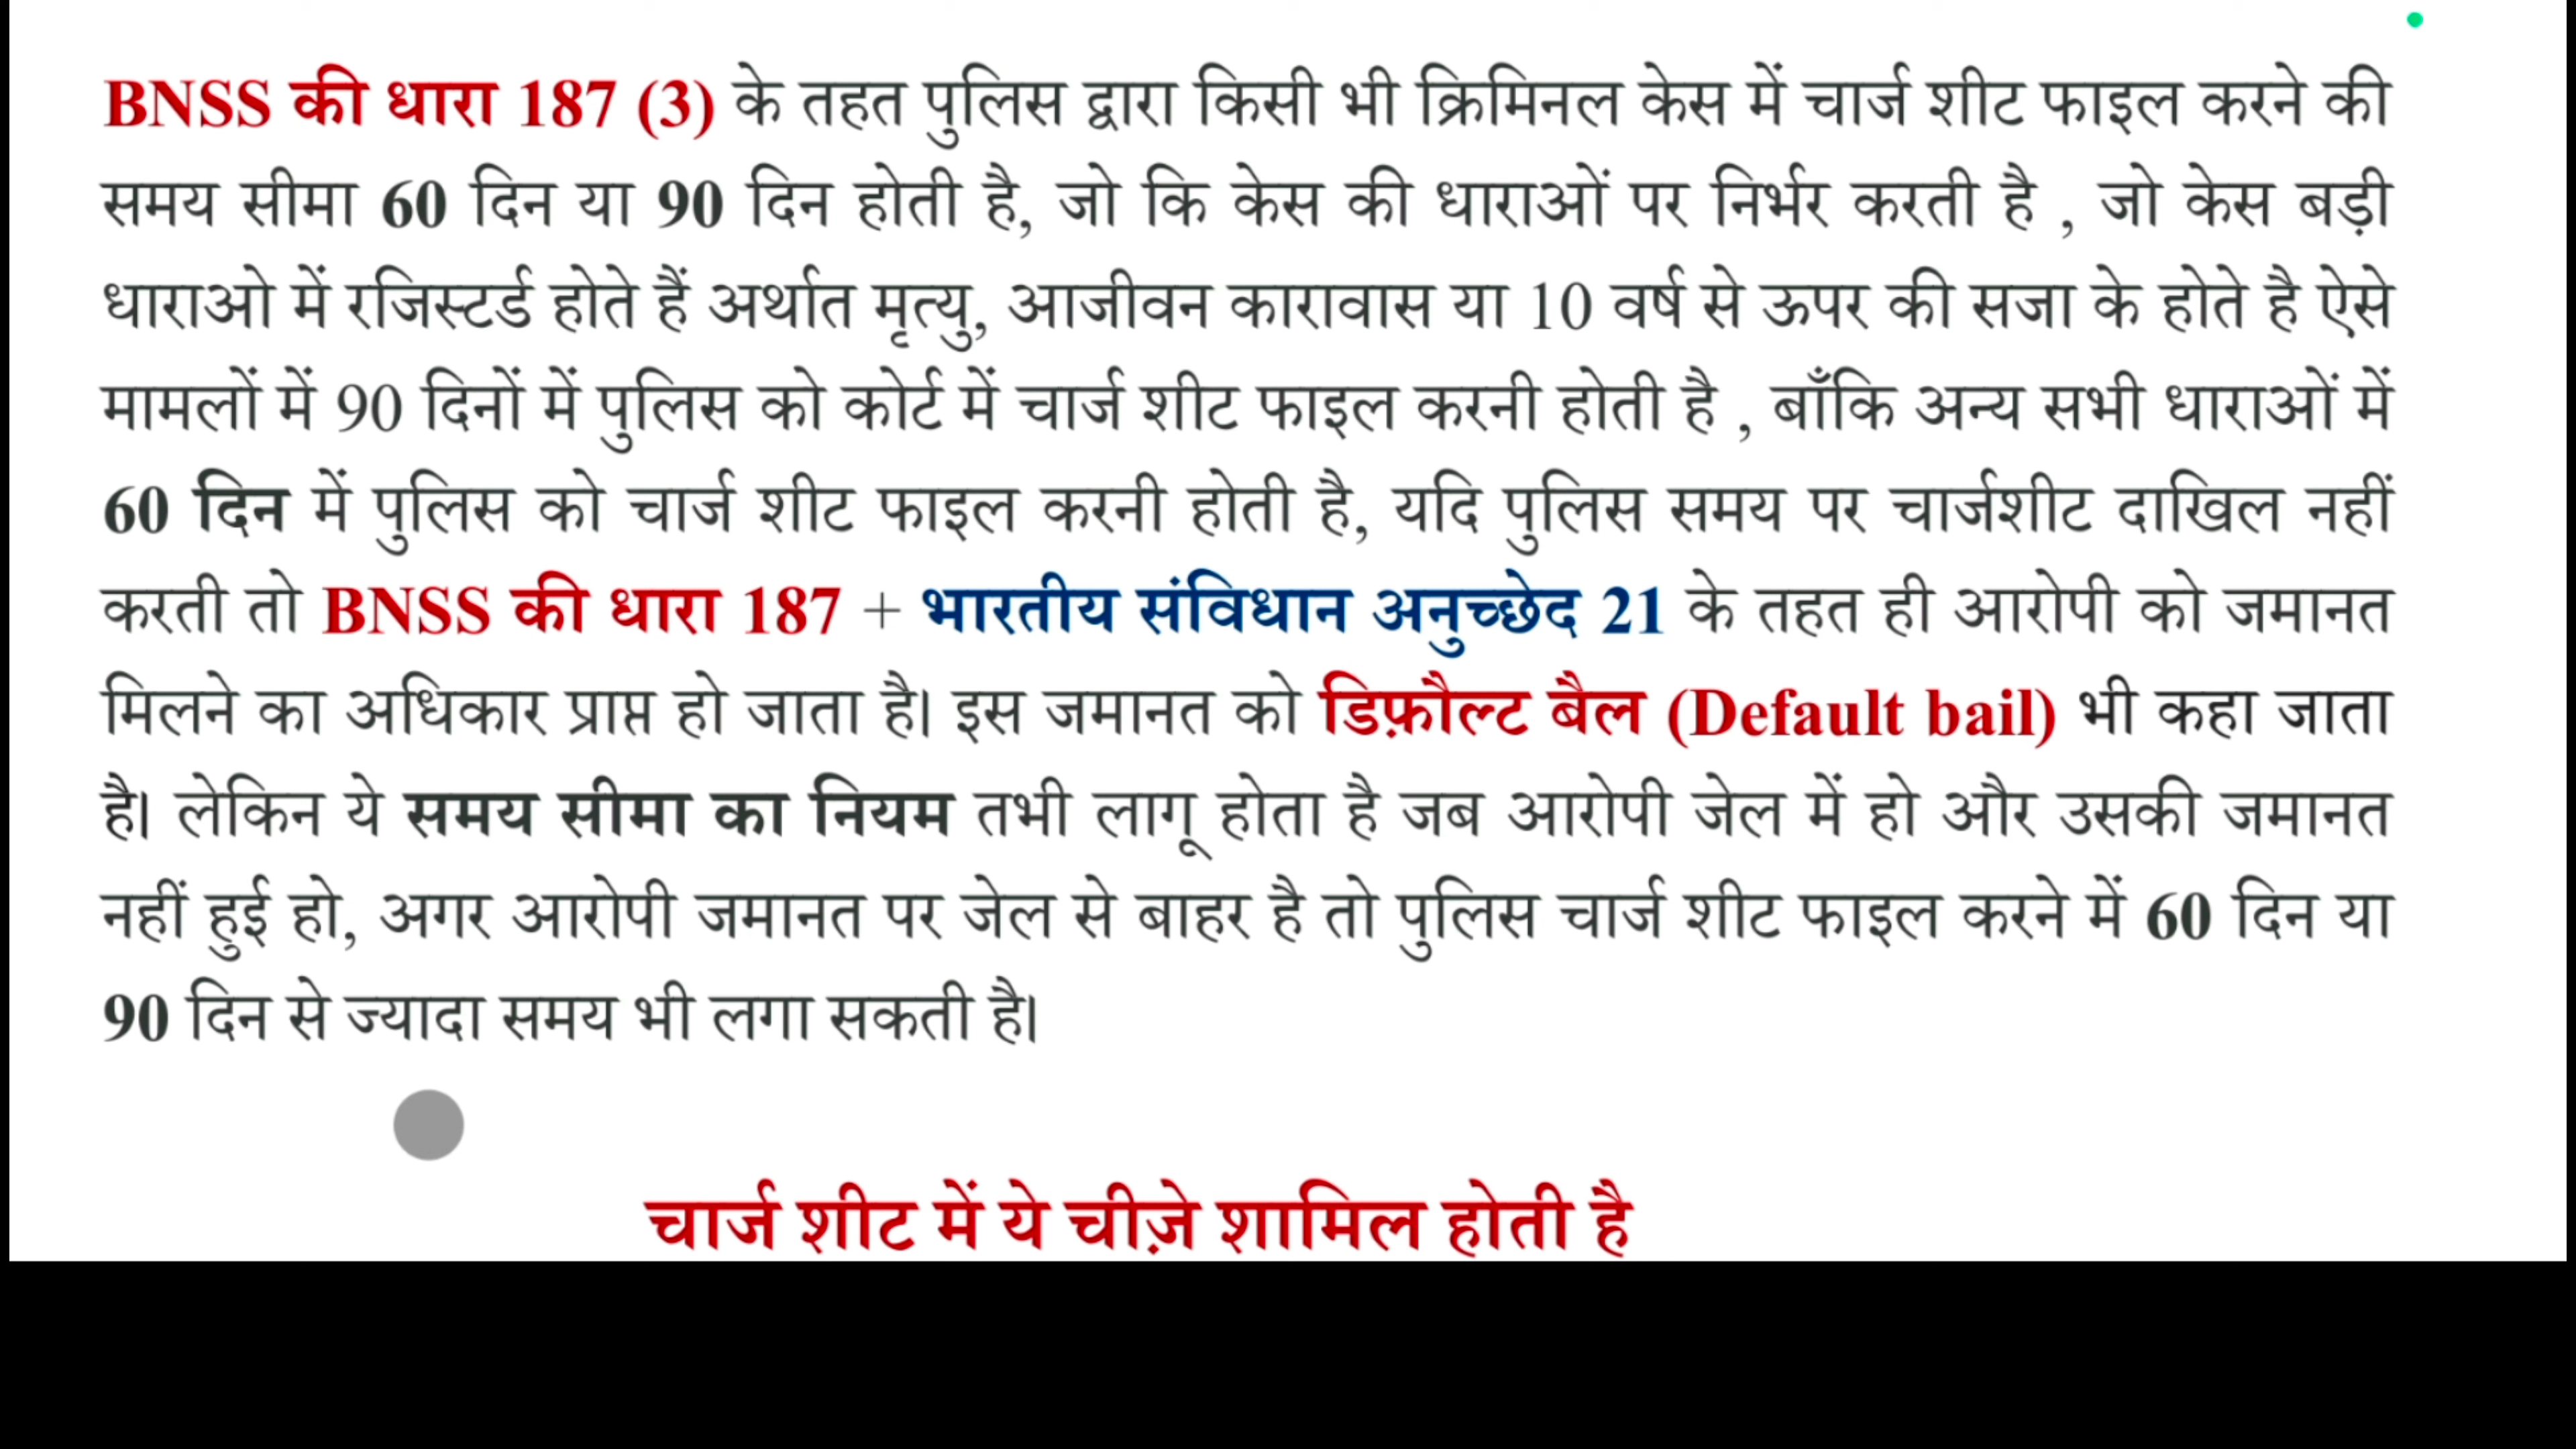 BNSS की धारा 187 (3) के तहत पुलिस द्वारा किसी भी क्रिमिनल केस में चार्ज शीट फाइल करने की
समय सीमा 60 दिन या 90 दिन होती है, जो कि केस की धाराओं पर निर्भर करती है , जो केस बड़ी
धाराओ में रजिस्टर्ड होते हैं अर्थात मृत्यु, आजीवन कारावास या 10 वर्ष से ऊपर की सजा के होते है ऐसे
मामलों में 90 दिनों में पुलिस को कोर्ट में चार्ज शीट फाइल करनी होती है , बाँकि अन्य सभी धाराओं में
60 दिन में पुलिस को चार्ज शीट फाइल करनी होती है, यदि पुलिस समय पर चार्जशीट दाखिल नहीं
करती तो BNSS की धारा 187 + भारतीय संविधान अनुच्छेद 21 के तहत ही आरोपी को जमानत
मिलने का अधिकार प्राप्त हो जाता है। इस जमानत को डिफ़ौल्ट बैल (Default bail) भी कहा जाता
है। लेकिन ये समय सीमा का नियम तभी लागू होता है जब आरोपी जेल में हो और उसकी जमानत
नहीं हुई हो, अगर आरोपी जमानत पर जेल से बाहर है तो पुलिस चार्ज शीट फाइल करने में 60 दिन या
90 दिन से ज्यादा समय भी लगा सकती है।
चार्ज शीट में ये चीज़े शामिल होती है